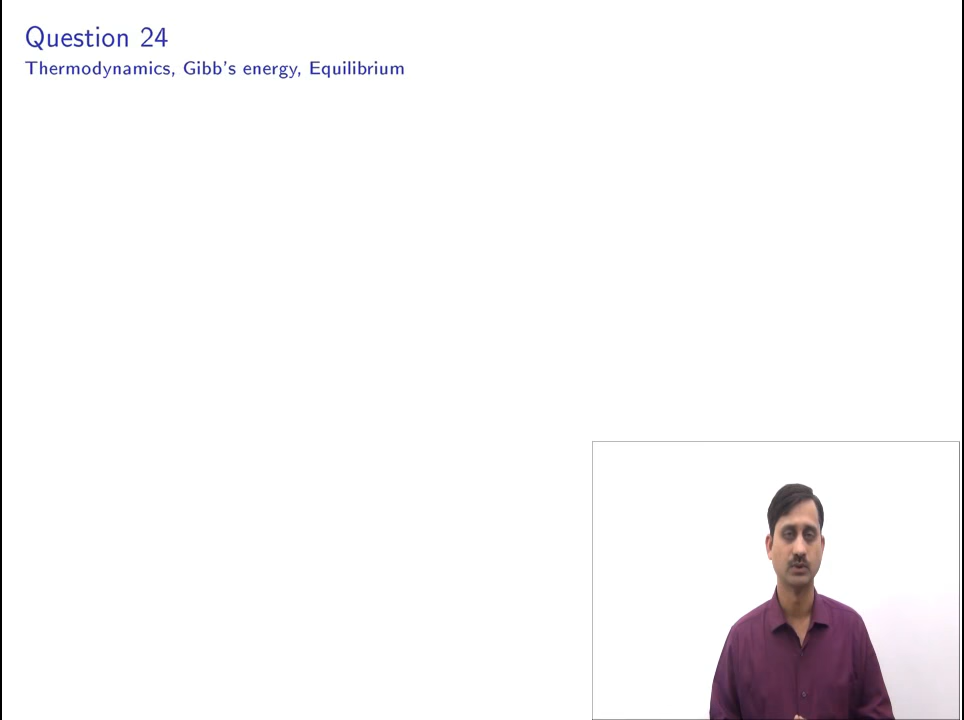 Question 24
Thermodynamics, Gibb's energy, Equilibrium